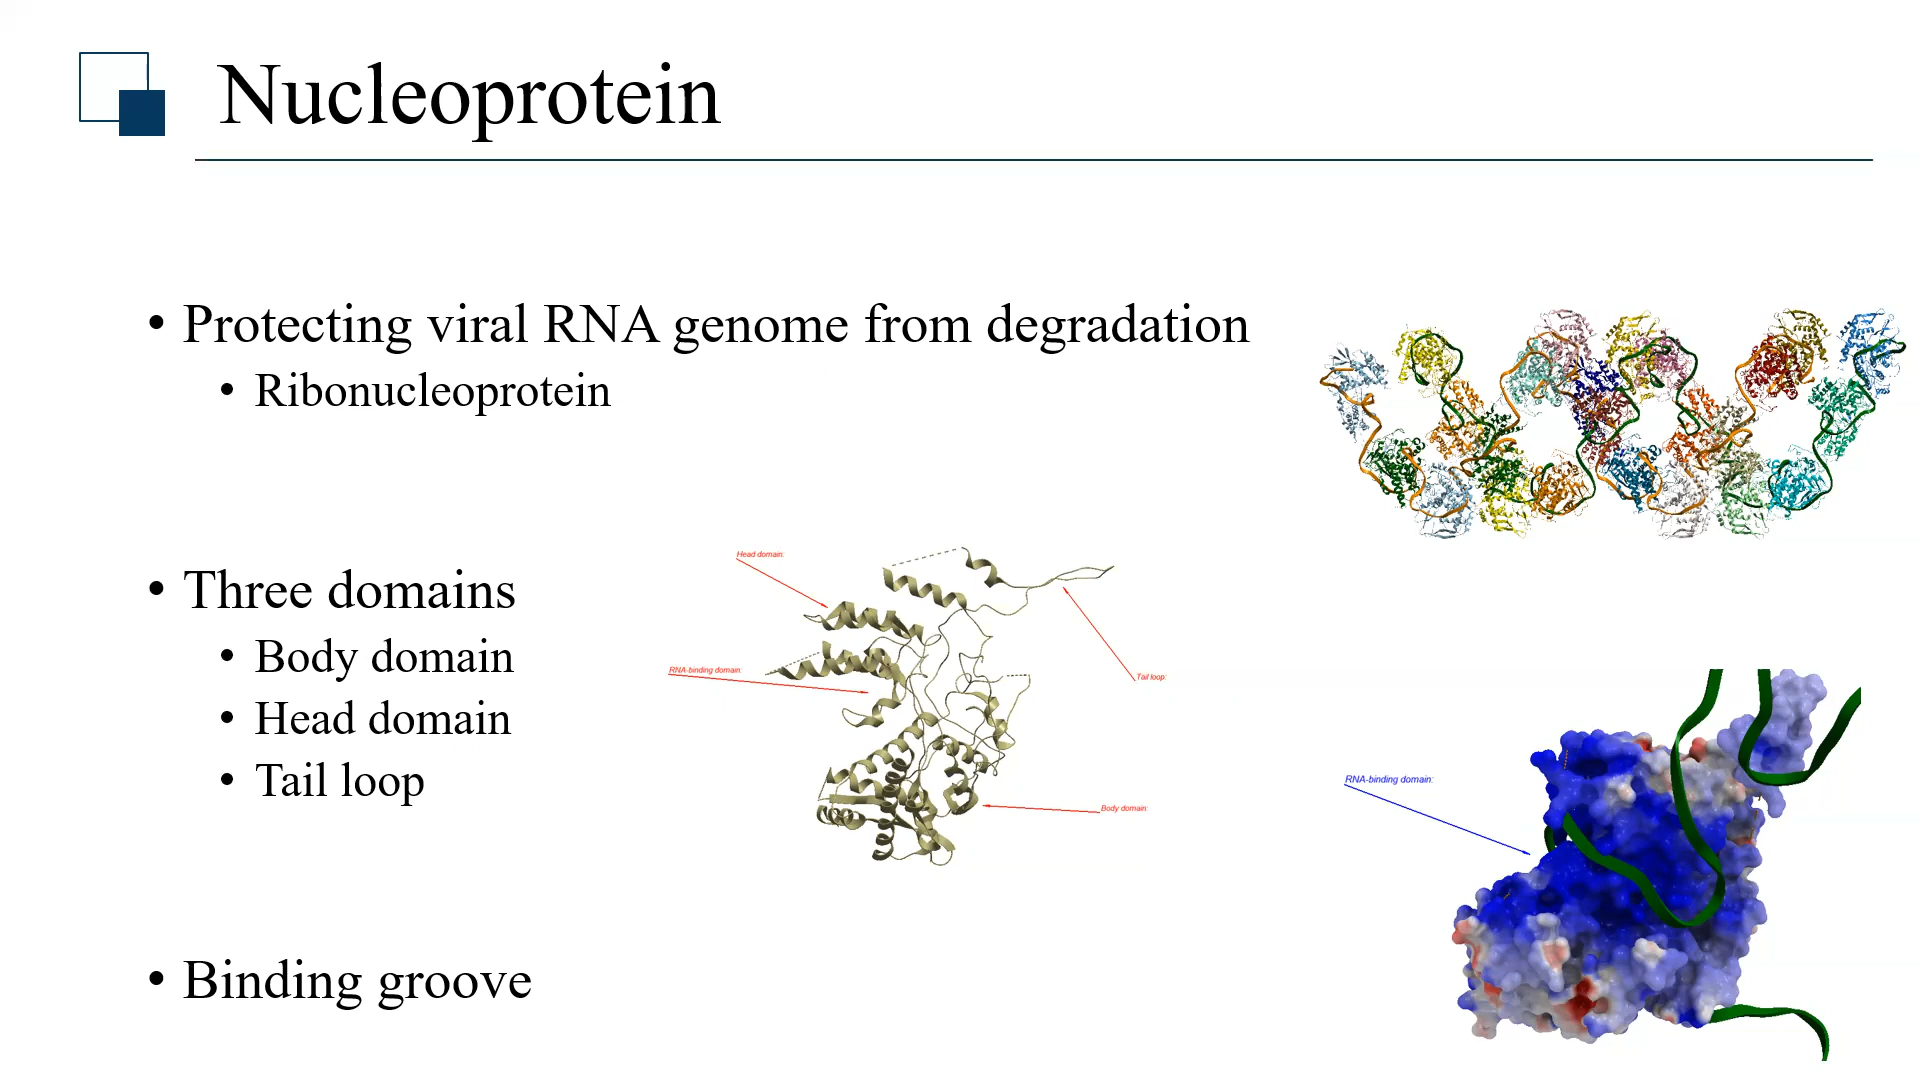 Nucleoprotein
• Protecting viral RNA genome from degradation
• Ribonucleoprotein
• Three domains
• Body domain
• Head domain
• Tail loop
• Binding groove
Head domain:
RNA-binding domain:
Tail loop:
Body domain:
RNA-binding domain: